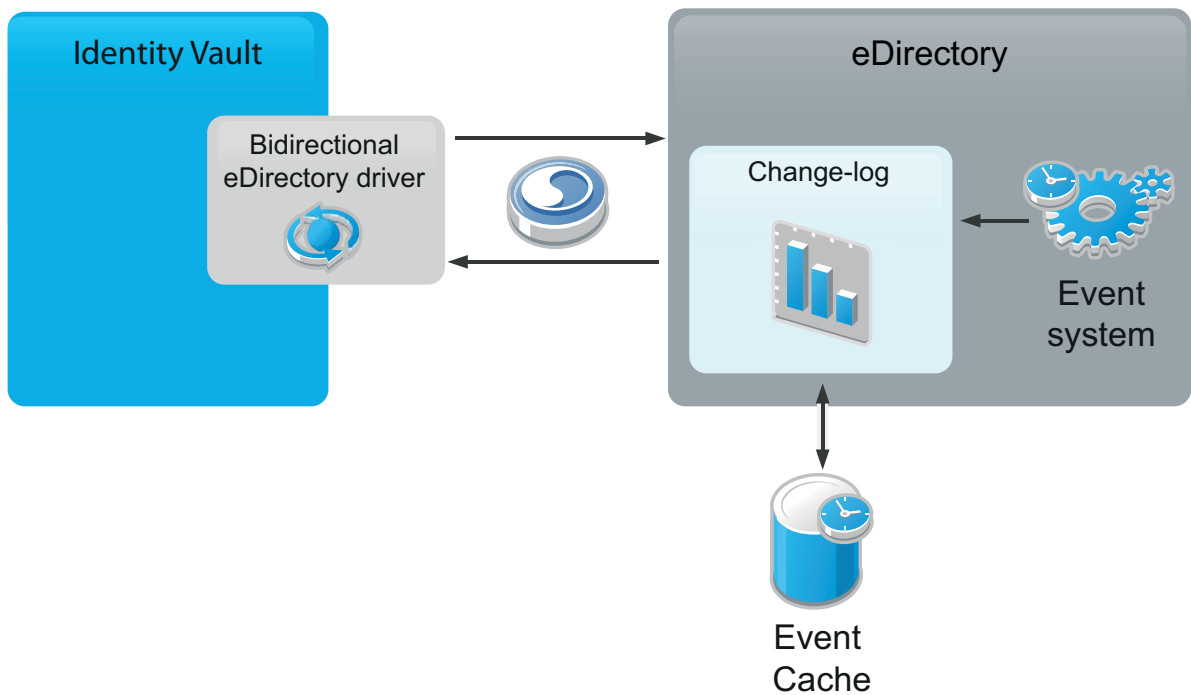 Identity Vault
Bidirectional
eDirectory driver
eDirectory
Change-log
Event
system
Event
Cache